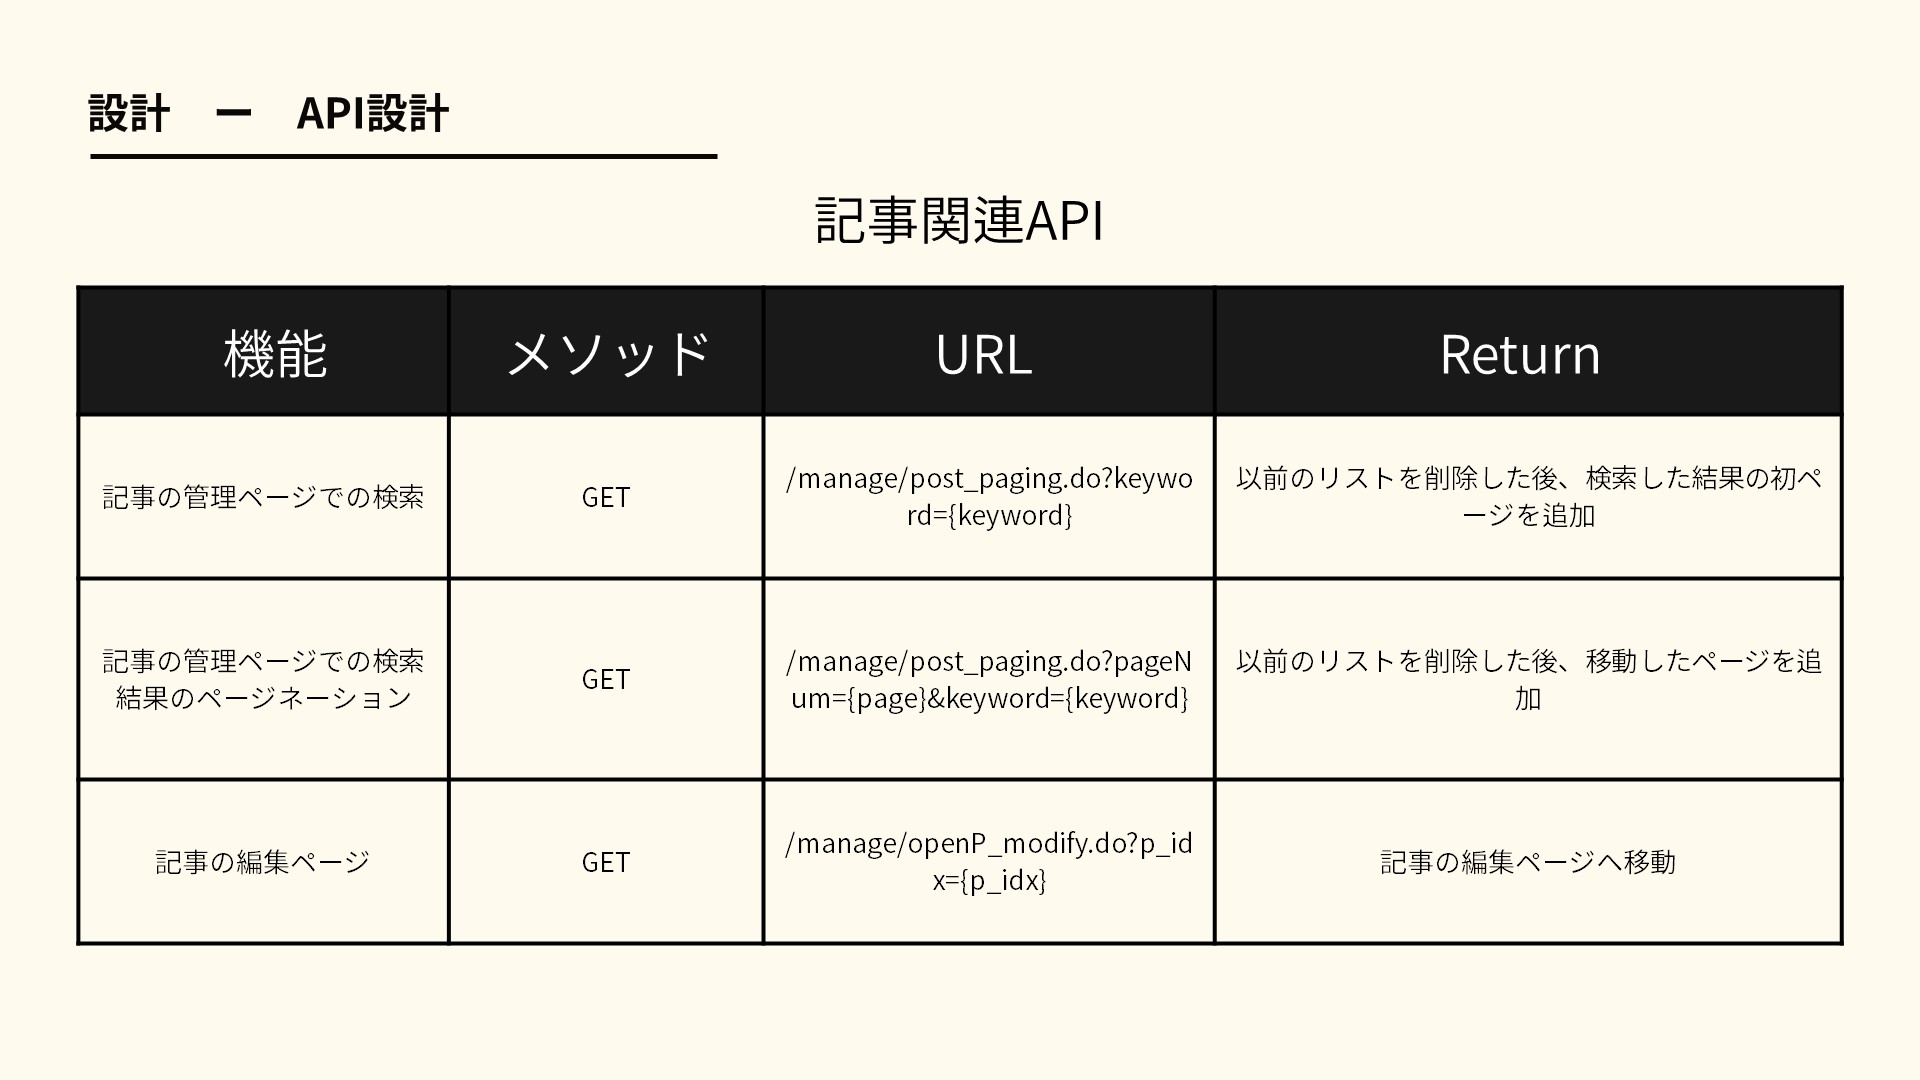 設計　ー　API設計
記事関連API
機能
メソッド
URL
Return
記事の管理ページでの検索
GET
/manage/post_paging.do?keywo
rd={keyword}
以前のリストを削除した後、検索した結果の初ペ
ージを追加
記事の管理ページでの検索
結果のページネーション
GET
/manage/post_paging.do?pageN
um={page}&keyword={keyword}
以前のリストを削除した後、移動したページを追
加
記事の編集ページ
GET
/manage/openP_modify.do?p_id
x={p_idx}
記事の編集ページへ移動